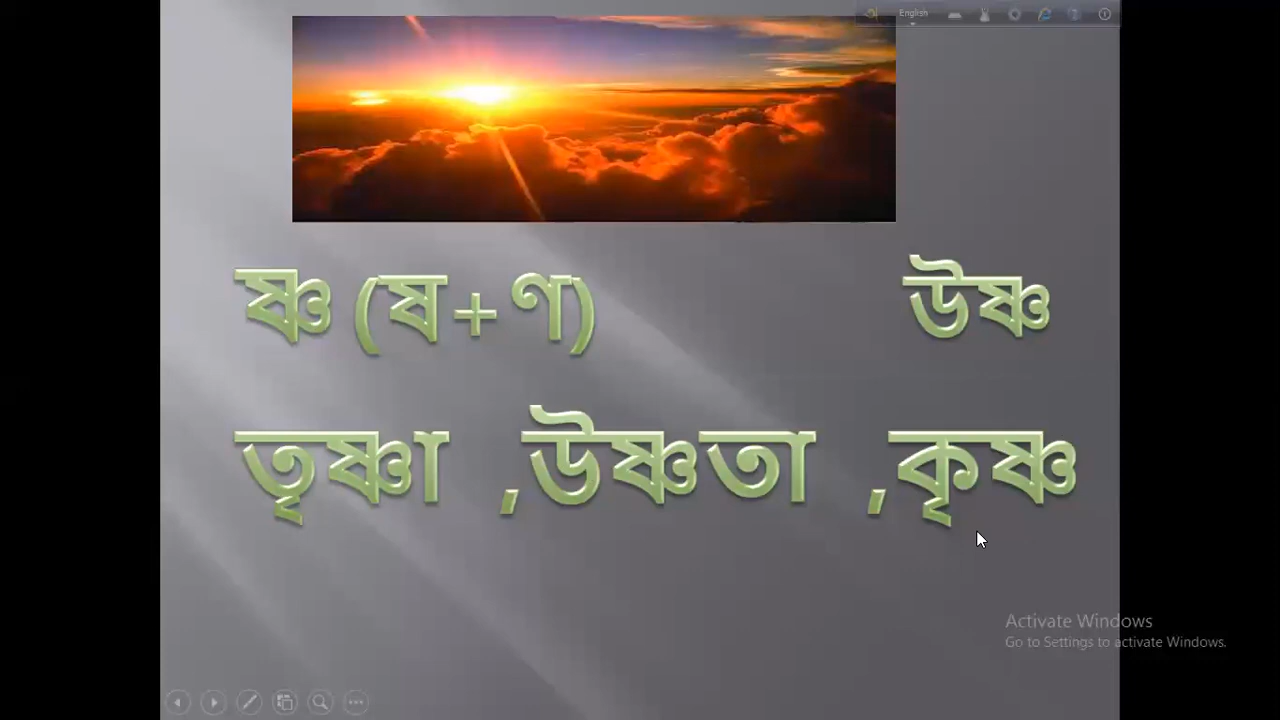 English
ষ্ণ (ষ+ণ) উষ্ণ
তৃষ্ণা ,উষ্ণতা ,কৃষ্ণ
Activate Windows
Go to Settings to activate Windows.